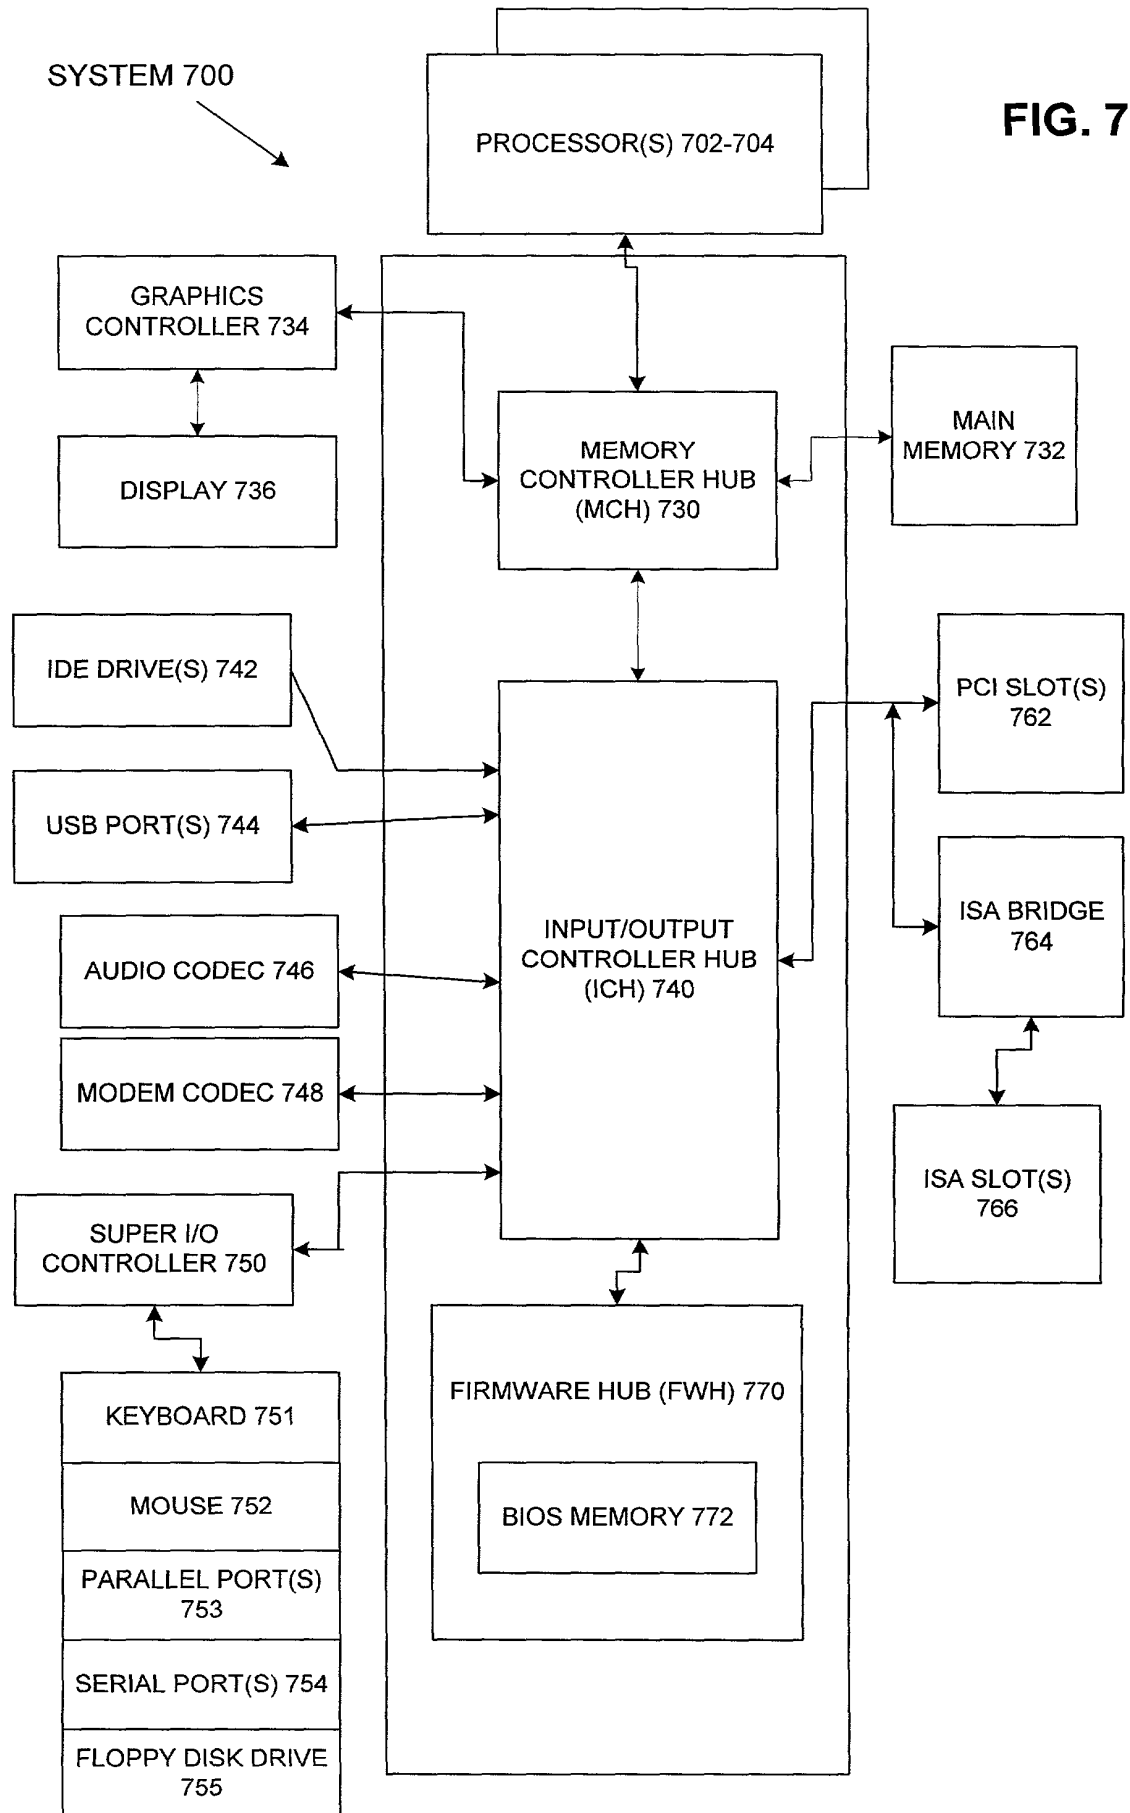 SYSTEM 700
PROCESSOR(S) 702-704
FIG. 7
GRAPHICS
CONTROLLER 734
DISPLAY 736
MEMORY
CONTROLLER HUB
(MCH) 730
MAIN
MEMORY 732
IDE DRIVE(S) 742
USB PORT(S) 744
AUDIO CODEC 746
MODEM CODEC 748
SUPER I/O
CONTROLLER 750
INPUT/OUTPUT
CONTROLLER HUB
(ICH) 740
PCI SLOT(S)
762
ISA BRIDGE
764
ISA SLOT(S)
766
KEYBOARD 751
MOUSE 752
PARALLEL PORT(S)
753
SERIAL PORT(S) 754
FLOPPY DISK DRIVE
755
FIRMWARE HUB (FWH) 770
BIOS MEMORY 772